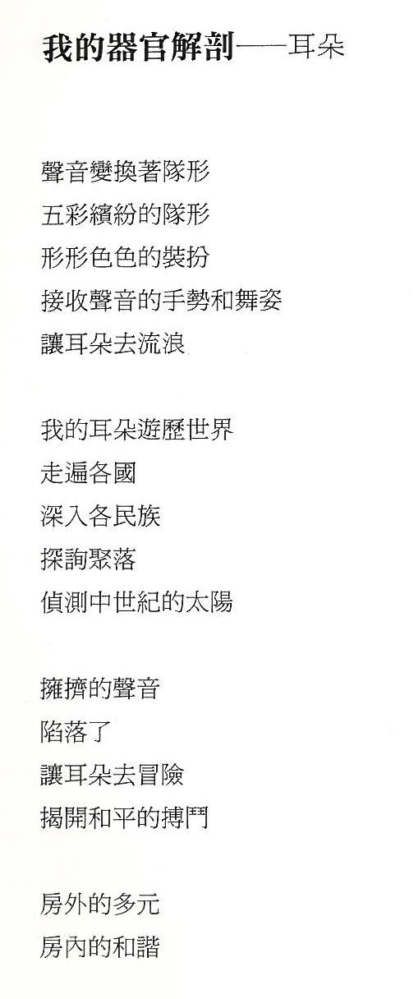 我的器官解剖——耳朵
聲音變換著隊形
五彩繽紛的隊形
形形色色的裝扮
接收聲音的手勢和舞姿
讓耳朵去流浪
我的耳朵遊歷世界
走遍各國
深入各民族
探詢聚落
偵測中世紀的太陽
擁擠的聲音
陷落了
讓耳朵去冒險
揭開和平的搏鬥
房外的多元
房內的和諧